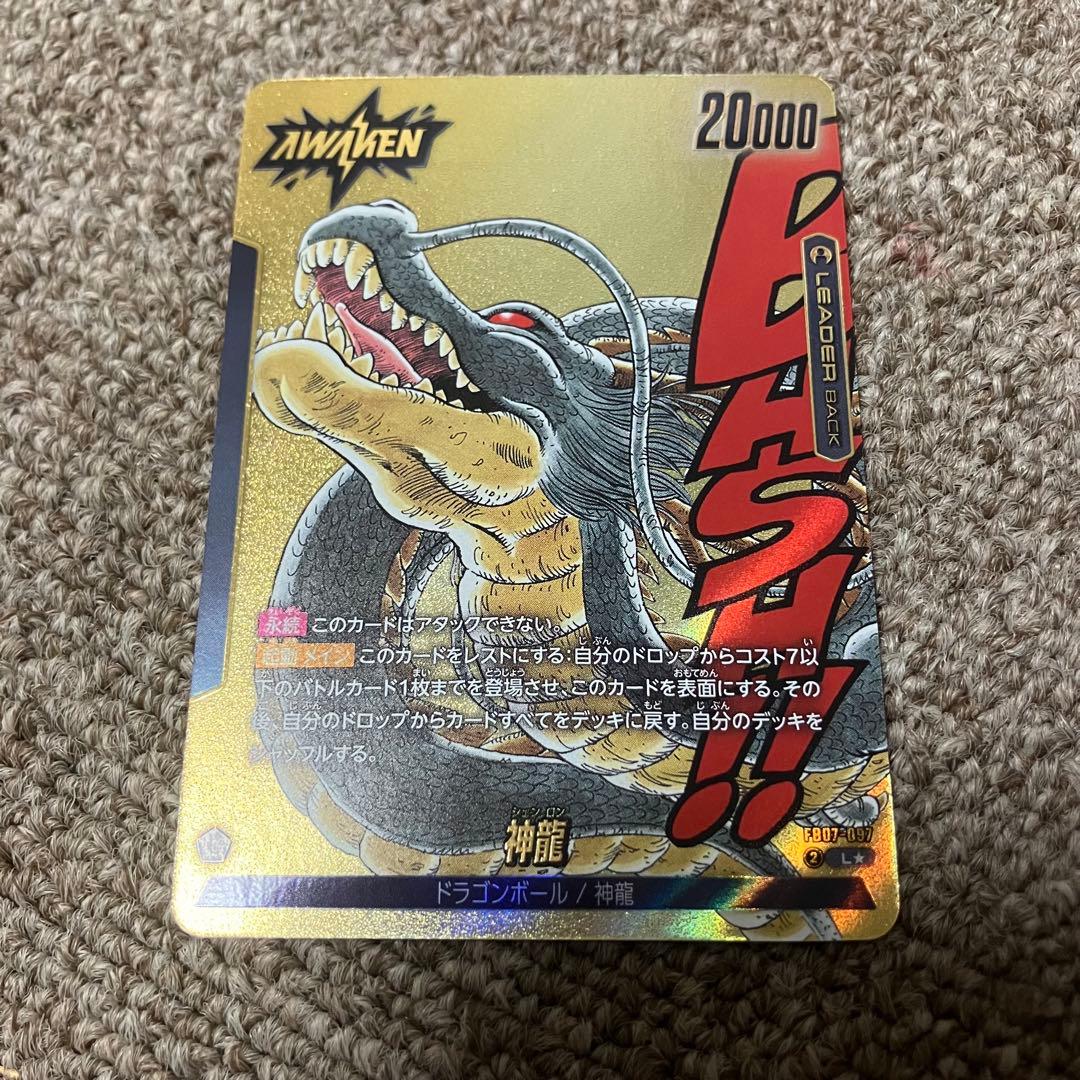 AWAKEN
20000
LEADER BACK
永続 このカードはアタックできない。
起動メイン このカードをレストにする：自分のドロップからコスト7以
下のバトルカード1枚までを登場させ、このカードを表面にする。その
後、自分のドロップからカードすべてをデッキに戻す。自分のデッキを
シャッフルする。
シェンロン
神龍
FB07-097
2 L★
ドラゴンボール / 神龍